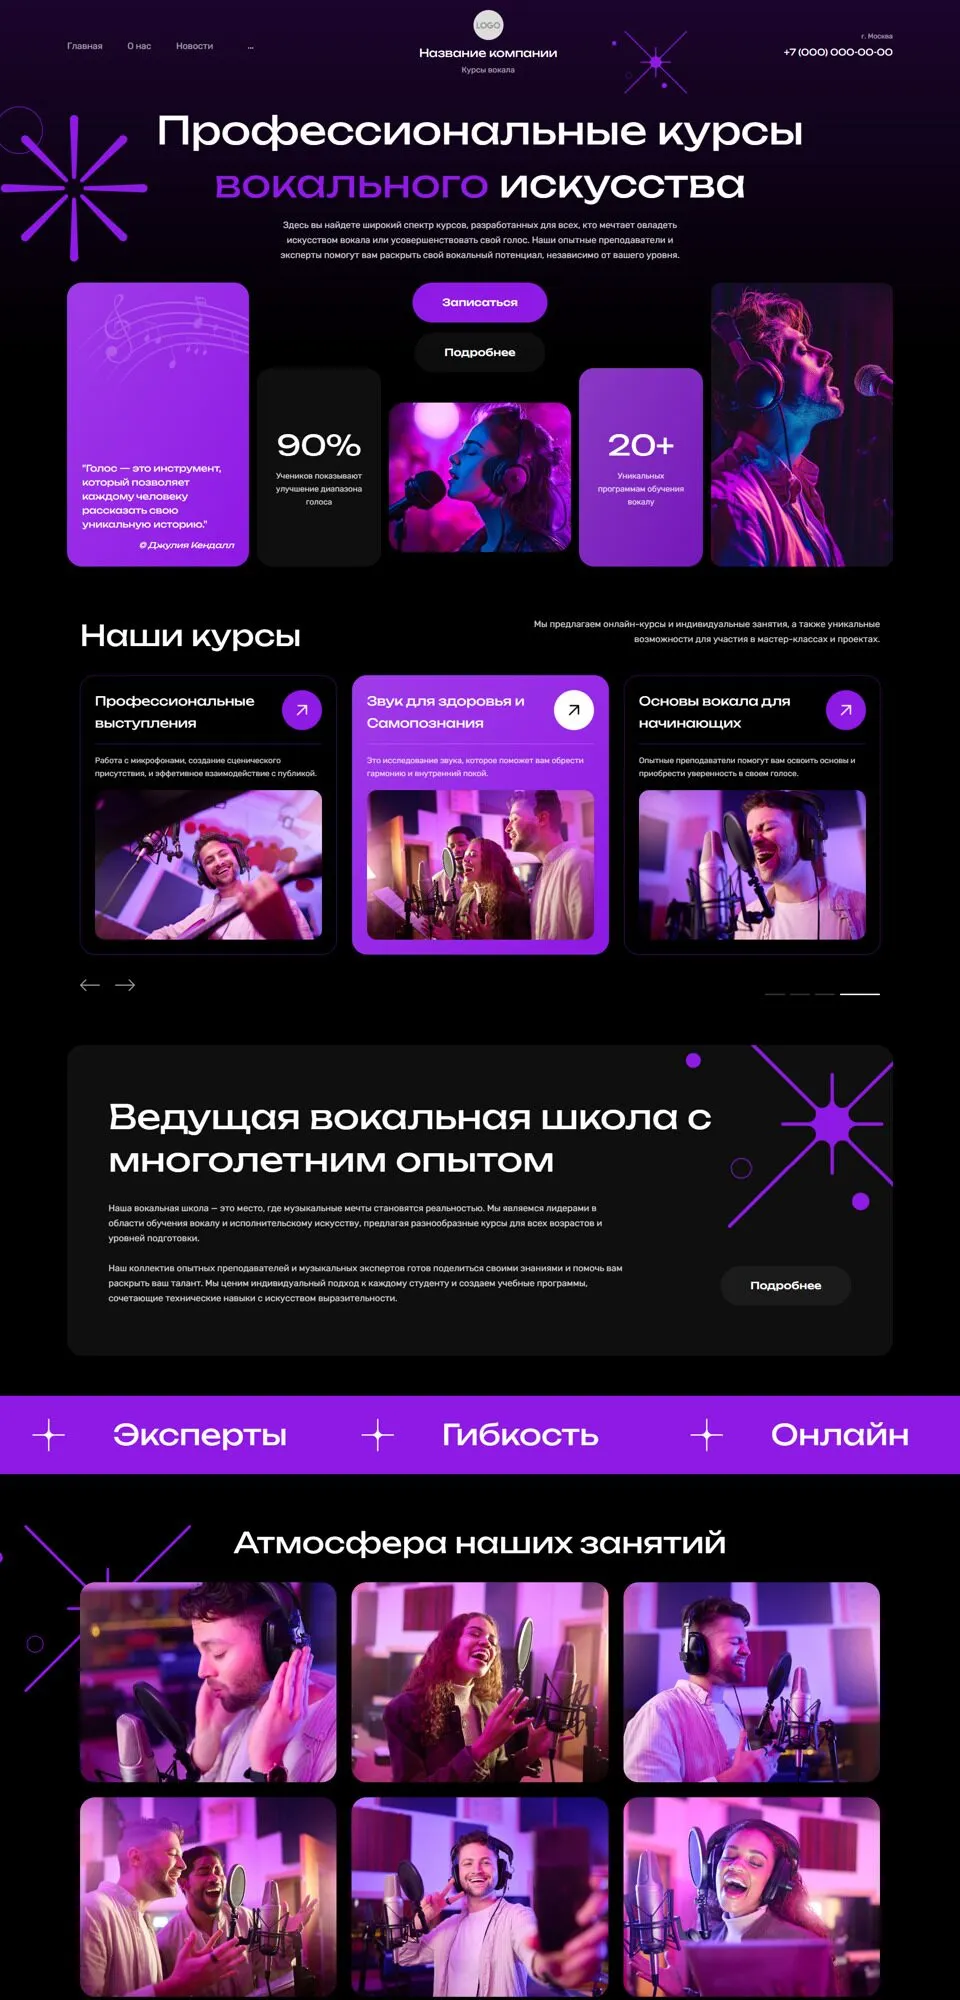 LOGO
Главная
О нас
Новости
...
Название компании
Курсы вокала
г. Москва
+7 (000) 000-00-00
Профессиональные курсы
вокального искусства
Здесь вы найдете широкий спектр курсов, разработанных для всех, кто мечтает овладеть
искусством вокала или усовершенствовать свой голос. Наши опытные преподаватели и
эксперты помогут вам раскрыть свой вокальный потенциал, независимо от вашего уровня.
Записаться
Подробнее
"Голос — это инструмент,
который позволяет
каждому человеку
рассказать свою
уникальную историю."
© Джулия Кендалл
90%
Учеников показывают
улучшение диапазона
голоса
20+
Уникальных
программам обучения
вокалу
Наши курсы
Мы предлагаем онлайн-курсы и индивидуальные занятия, а также уникальные
возможности для участия в мастер-классах и проектах.
Профессиональные
выступления
Работа с микрофонами, создание сценического
присутствия, и эффетивное взаимодействие с публикой.
Звук для здоровья и
Самопознания
Это исследование звука, которое поможет вам обрести
гармонию и внутренний покой.
Основы вокала для
начинающих
Опытные преподаватели помогут вам освоить основы и
приобрести уверенность в своем голосе.
Ведущая вокальная школа с
многолетним опытом
Наша вокальная школа — это место, где музыкальные мечты становятся реальностью. Мы являемся лидерами в
области обучения вокалу и исполнительскому искусству, предлагая разнообразные курсы для всех возрастов и
уровней подготовки.
Наш коллектив опытных преподавателей и музыкальных экспертов готов поделиться своими знаниями и помочь вам
раскрыть ваш талант. Мы ценим индивидуальный подход к каждому студенту и создаем учебные программы,
сочетающие технические навыки с искусством выразительности.
Подробнее
Эксперты
Гибкость
Онлайн
Атмосфера наших занятий